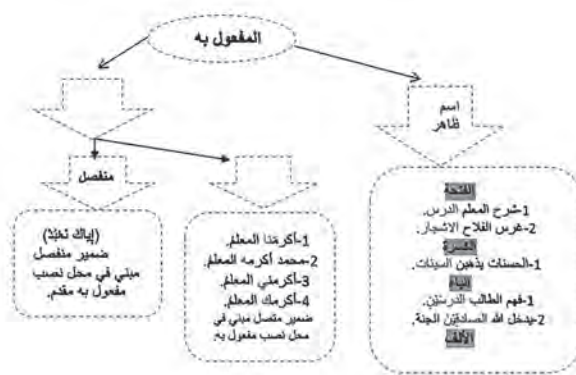 المفعول به
اسم
ظاهر
الفتحة
1-شرح المعلم الدرس.
2-غرس الفلاح الاشجار.
الكسرة
1-الحسنات يذهبن السيئات.
الياء
1-فهم الطالب الدرسين.
2-يدخل الله الصادقين الجنة.
الألف
1-أكرمنا المعلم.
2-محمد أكرمه المعلم.
3-أكرمني المعلم.
4-أكرمك المعلم.
ضمير متصل مبني في
محل نصب مفعول به.
منفصل
(إياك نعبد)
ضمير منفصل
مبني في محل نصب
مفعول به مقدم.